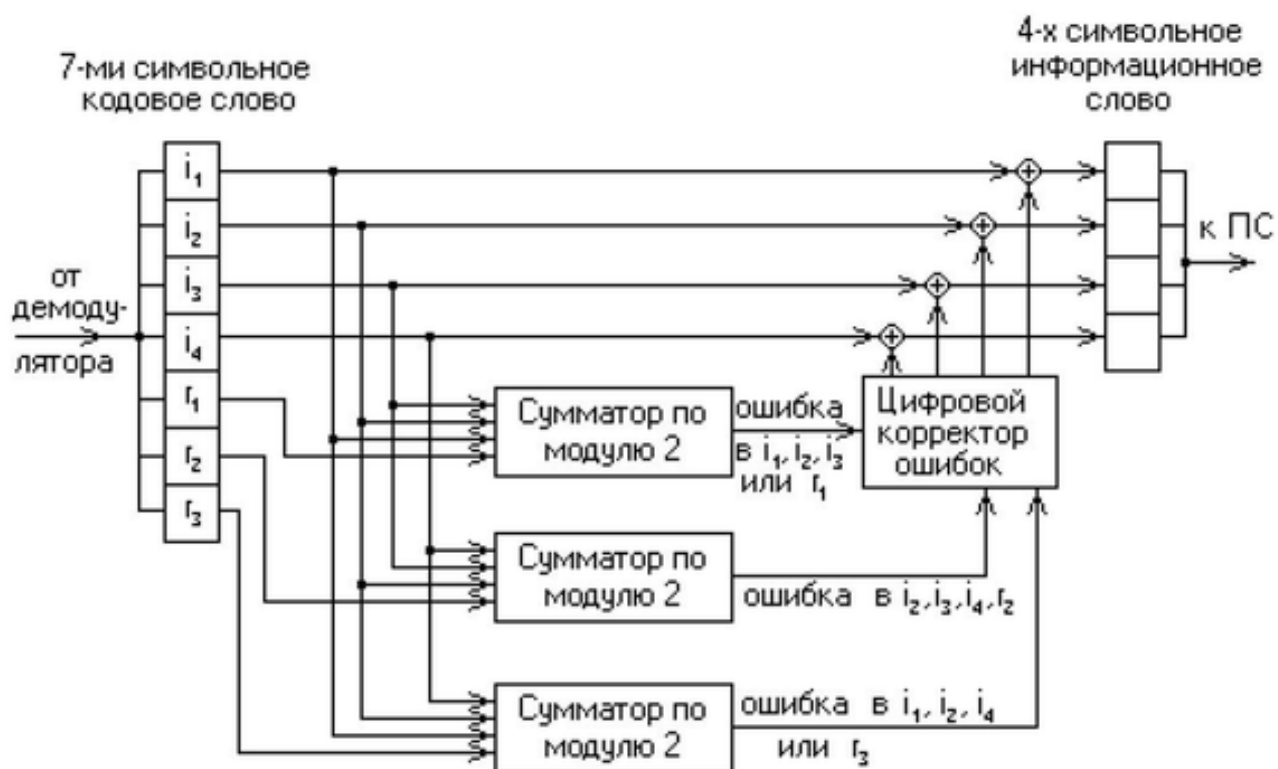 7-ми символьное
кодовое слово
4-х символьное
информационное
слово
i₁
i₂
i₃
i₄
r₁
r₂
r₃
от
демоду-
лятора
к ПС
Сумматор по
модулю 2
ошибка
в i₁, i₂, i₃
или r₁
Цифровой
корректор
ошибок
Сумматор по
модулю 2
ошибка в i₂, i₃, i₄, r₂
Сумматор по
модулю 2
ошибка в i₁, i₂, i₄
или r₃